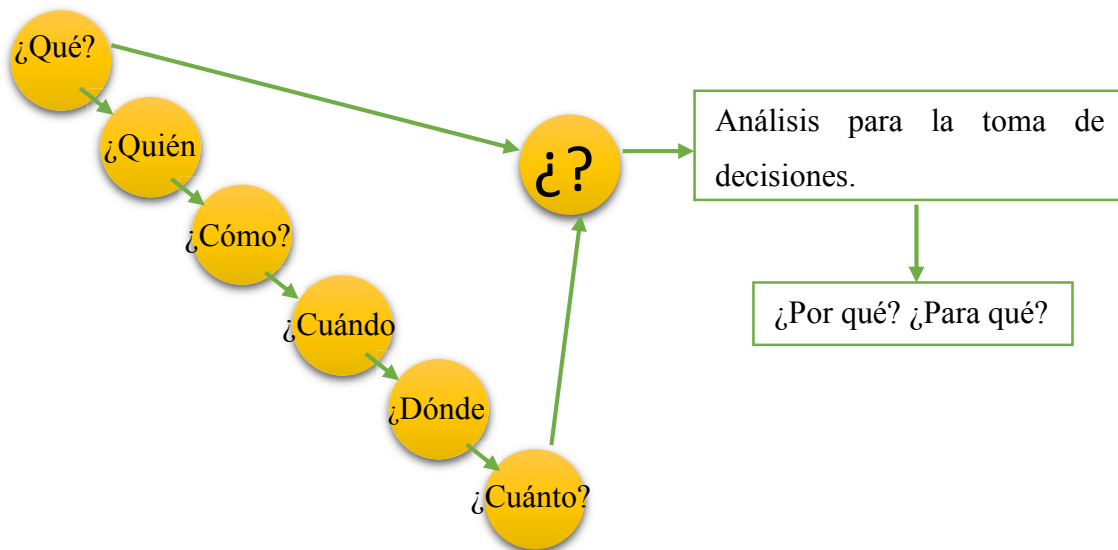 ¿Qué?
¿Quién
¿Cómo?
¿Cuándo
¿Dónde
¿Cuánto?
¿?
Análisis para la toma de
decisiones.
¿Por qué? ¿Para qué?